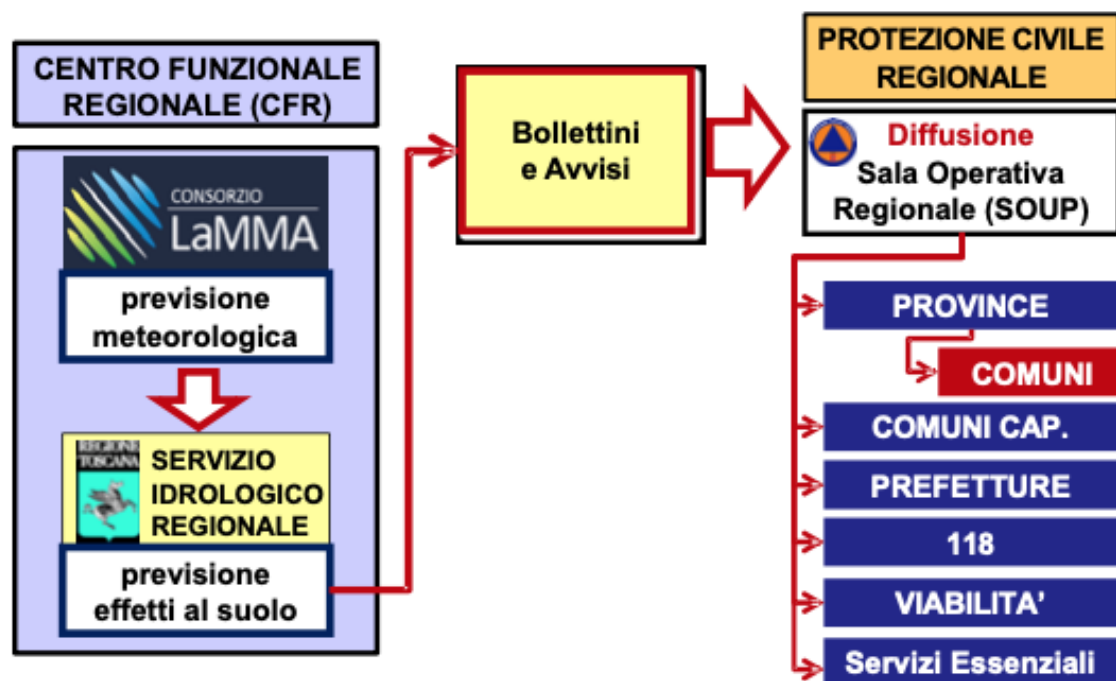 CENTRO FUNZIONALE
REGIONALE (CFR)
CONSORZIO
LaMMA
previsione
meteorologica
REGIONE
TOSCANA
SERVIZIO
IDROLOGICO
REGIONALE
previsione
effetti al suolo
Bollettini
e Avvisi
PROTEZIONE CIVILE
REGIONALE
Diffusione
Sala Operativa
Regionale (SOUP)
PROVINCE
COMUNI
COMUNI CAP.
PREFETTURE
118
VIABILITA'
Servizi Essenziali